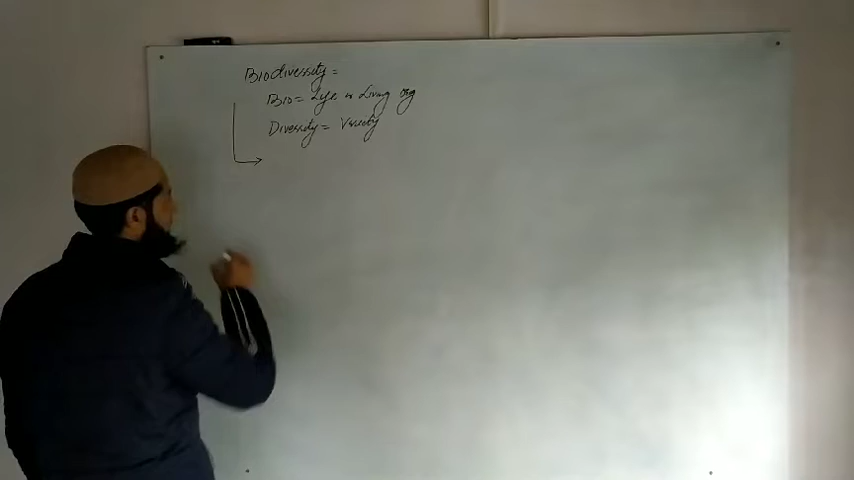 Biodiversity =
Bio = Life or Living Org
Diversity = Variety